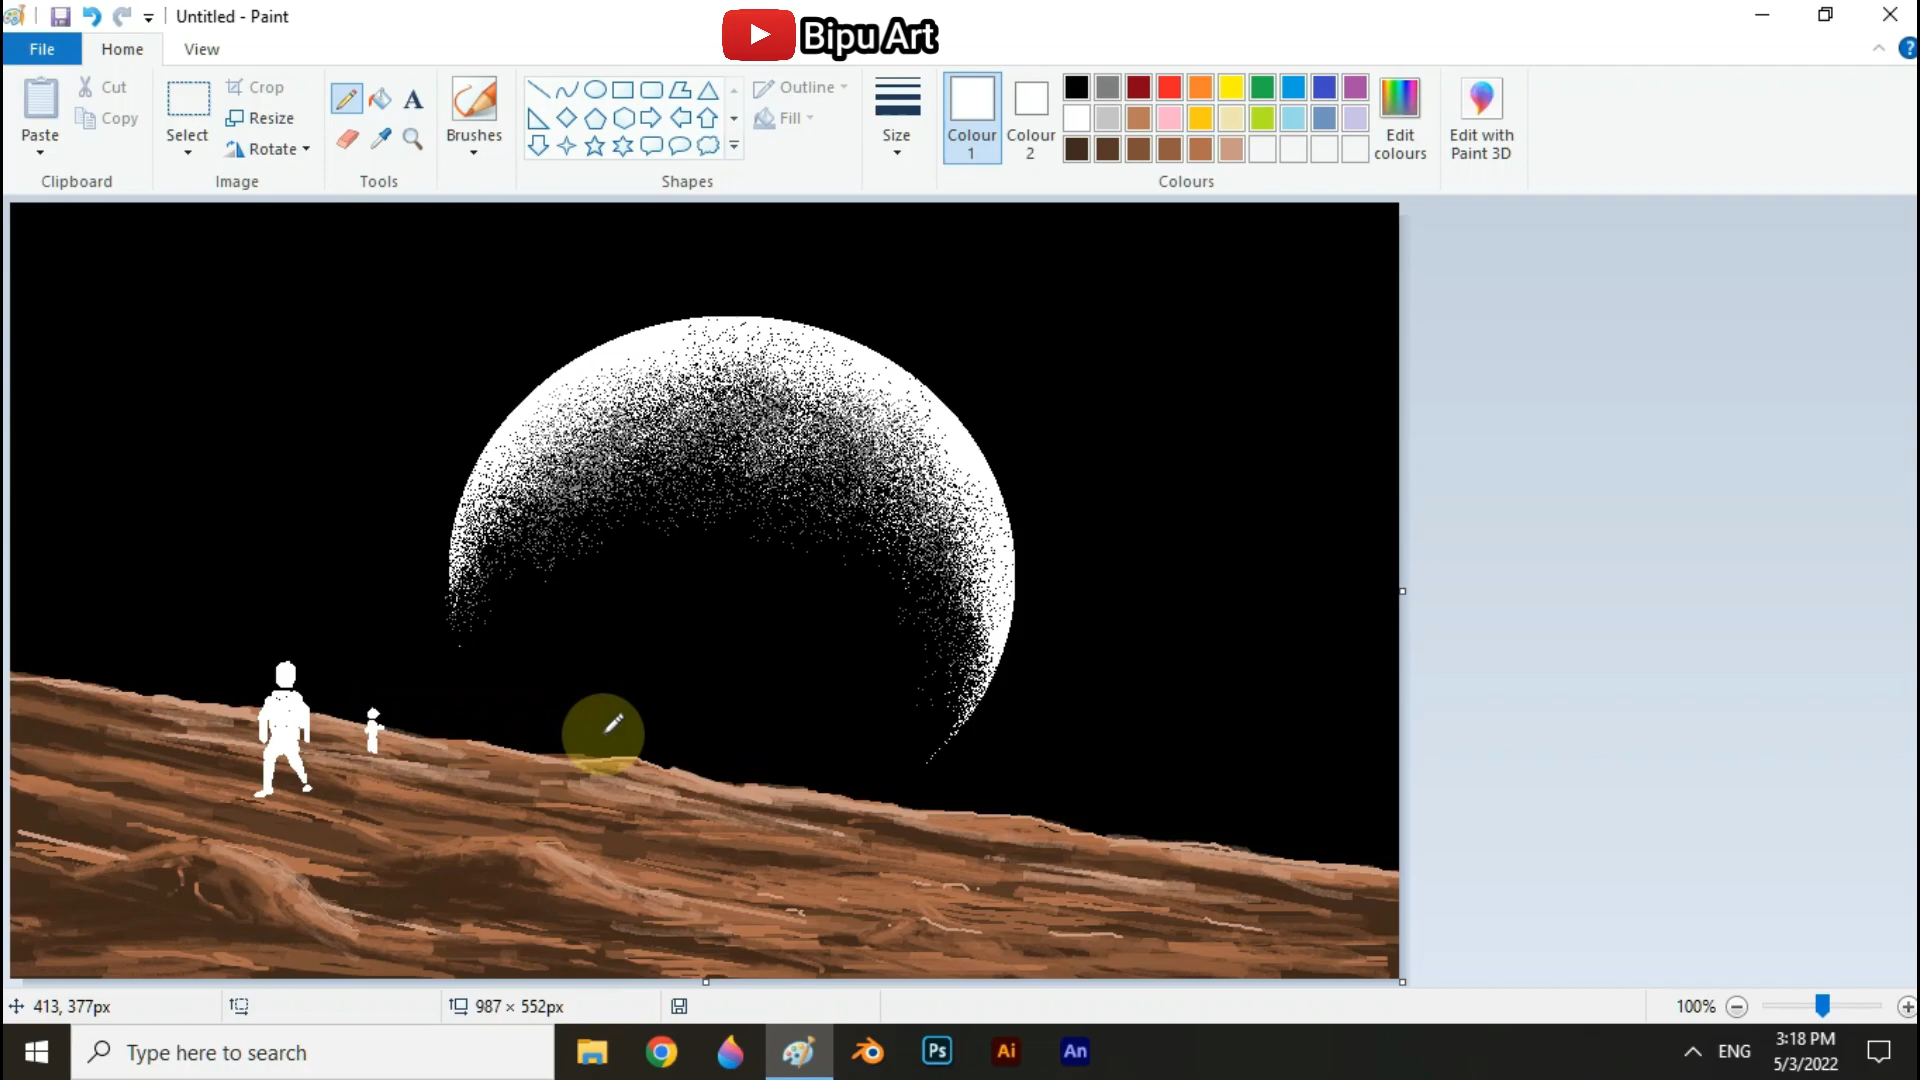 Untitled - Paint
Bipu Art
File
Home
View
Paste
Cut
Copy
Clipboard
Select
Crop
Resize
Rotate
Image
A
Tools
Brushes
Shapes
Outline
Fill
Size
Colour 1
Colour 2
Edit colours
Colours
Edit with Paint 3D
?
413, 377px
987 × 552px
100%
Type here to search
Ps
Ai
An
ENG
3:18 PM
5/3/2022